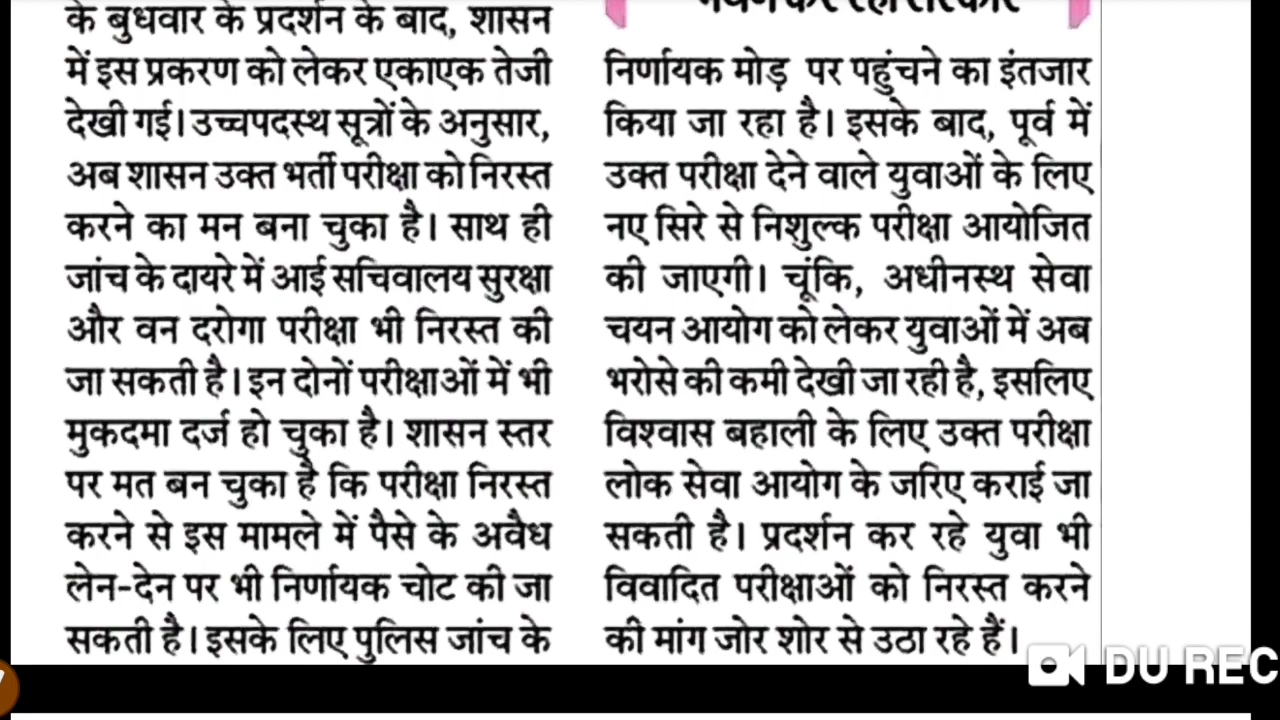 के बुधवार के प्रदर्शन के बाद, शासन
में इस प्रकरण को लेकर एकाएक तेजी
देखी गई। उच्चपदस्थ सूत्रों के अनुसार,
अब शासन उक्त भर्ती परीक्षा को निरस्त
करने का मन बना चुका है। साथ ही
जांच के दायरे में आई सचिवालय सुरक्षा
और वन दरोगा परीक्षा भी निरस्त की
जा सकती है। इन दोनों परीक्षाओं में भी
मुकदमा दर्ज हो चुका है। शासन स्तर
पर मत बन चुका है कि परीक्षा निरस्त
करने से इस मामले में पैसे के अवैध
लेन-देन पर भी निर्णायक चोट की जा
सकती है। इसके लिए पुलिस जांच के
निर्णायक मोड़ पर पहुंचने का इंतजार
किया जा रहा है। इसके बाद, पूर्व में
उक्त परीक्षा देने वाले युवाओं के लिए
नए सिरे से निशुल्क परीक्षा आयोजित
की जाएगी। चूंकि, अधीनस्थ सेवा
चयन आयोग को लेकर युवाओं में अब
भरोसे की कमी देखी जा रही है, इसलिए
विश्वास बहाली के लिए उक्त परीक्षा
लोक सेवा आयोग के जरिए कराई जा
सकती है। प्रदर्शन कर रहे युवा भी
विवादित परीक्षाओं को निरस्त करने
की मांग जोर शोर से उठा रहे हैं।
DU REC